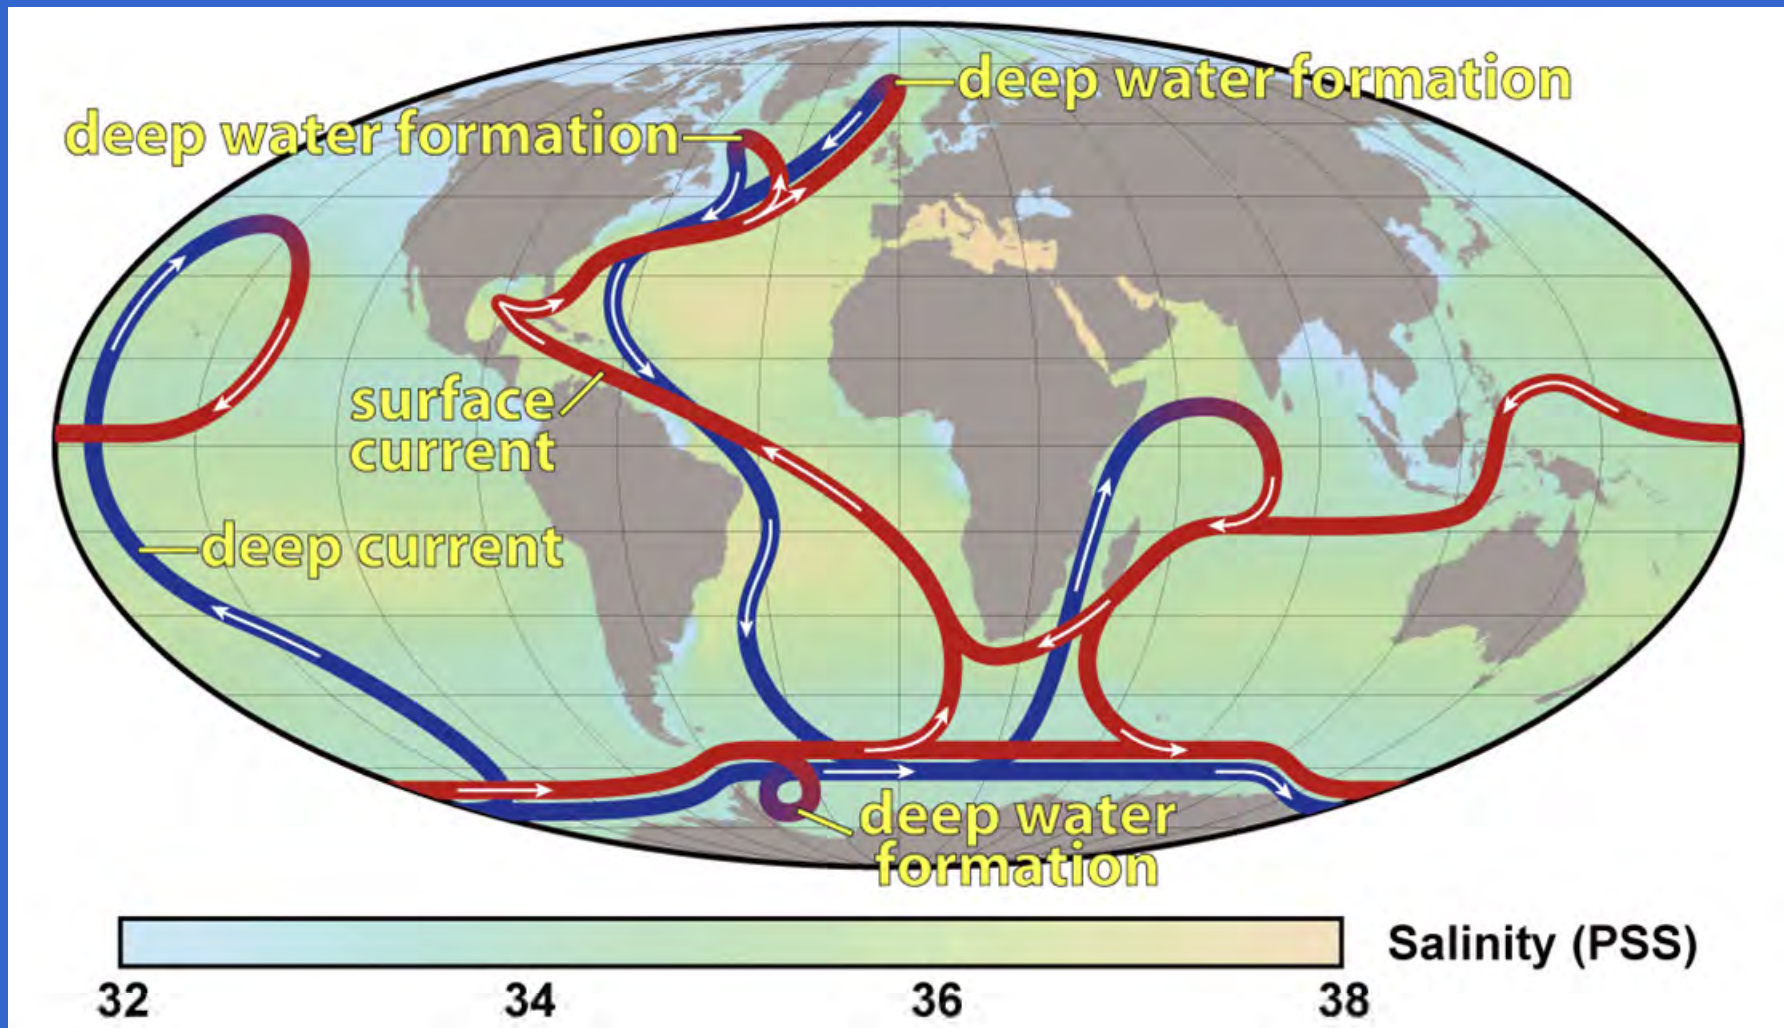 deep water formation
deep water formation
surface
current
deep current
deep water
formation
Salinity (PSS)
32 34 36 38